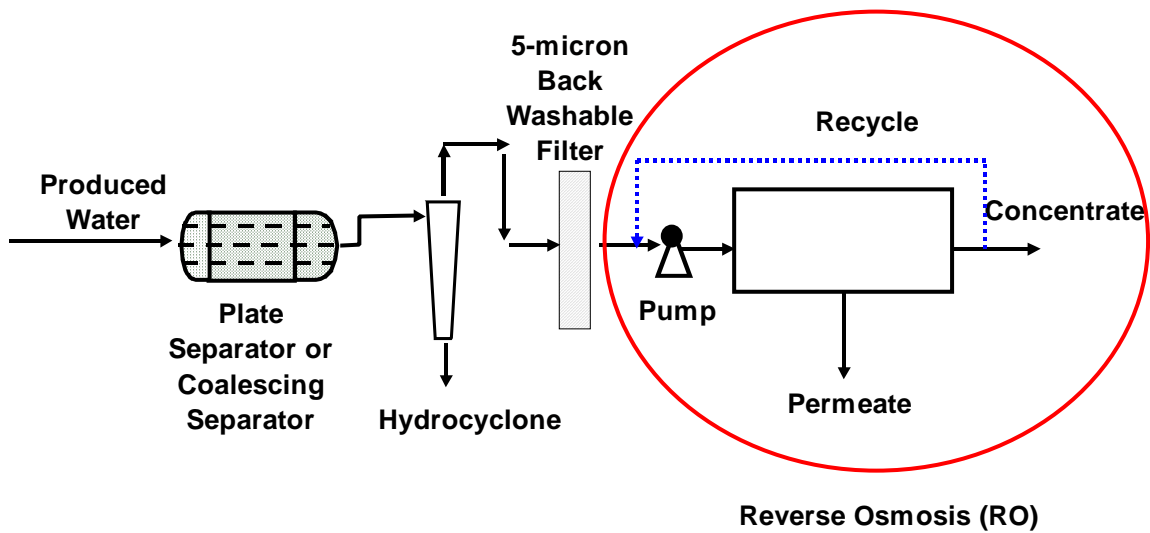 5-micron
Back
Washable
Filter
Recycle
Produced
Water
Concentrate
Pump
Plate
Separator or
Coalescing
Separator
Hydrocyclone
Permeate
Reverse Osmosis (RO)